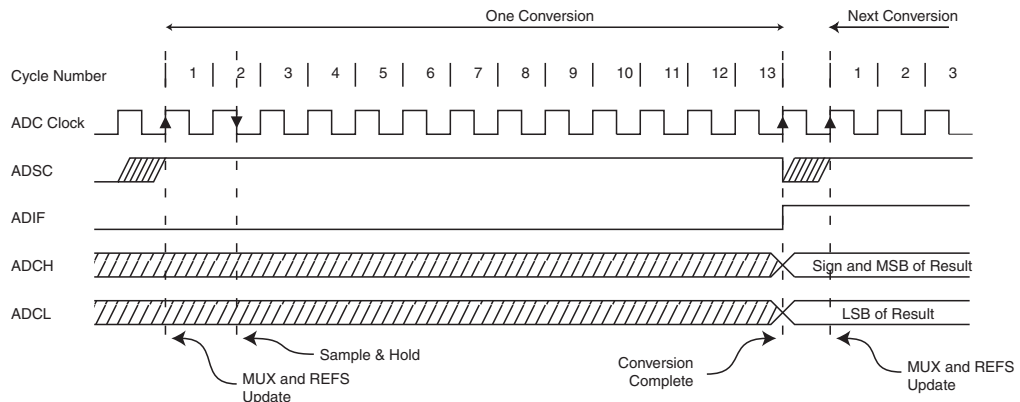 One Conversion
Next Conversion
Cycle Number 1 2 3 4 5 6 7 8 9 10 11 12 13 1 2 3
ADC Clock
ADSC
ADIF
ADCH
Sign and MSB of Result
ADCL
LSB of Result
Sample & Hold
MUX and REFS
Update
Conversion
Complete
MUX and REFS
Update